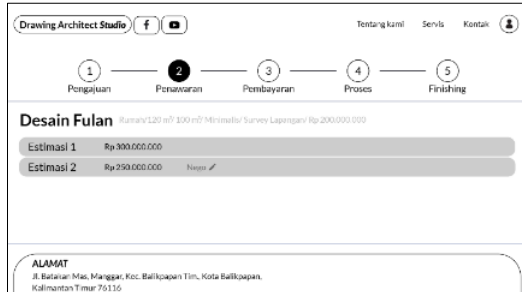 Drawing Architect Studio
Tentang kami Servis Kontak
1 2 3 4 5
Pengajuan Penawaran Pembayaran Proses Finishing
Desain Fulan Rumah/120 m²/ 100 m²/ Minimalis/ Survey Lapangan/ Rp 200.000.000
Estimasi 1 Rp 300.000.000
Estimasi 2 Rp 250.000.000 Nego
ALAMAT
Jl. Batakan Mas, Manggar, Kec. Balikpapan Tim., Kota Balikpapan,
Kalimantan Timur 76116